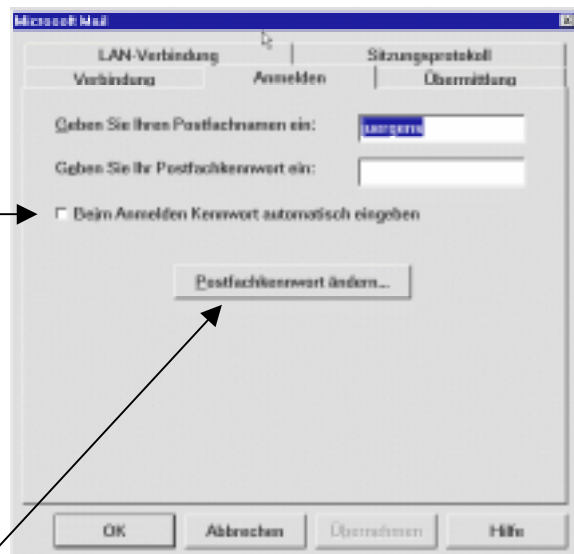 Microsoft Mail
LAN-Verbindung Sitzungsprotokoll
Verbindung Anmelden Übermittlung
Geben Sie Ihren Postfachnamen ein: juergens
Geben Sie Ihr Postfachkennwort ein:
Beim Anmelden Kennwort automatisch eingeben
Postfachkennwort ändern...
OK Abbrechen Übernehmen Hilfe